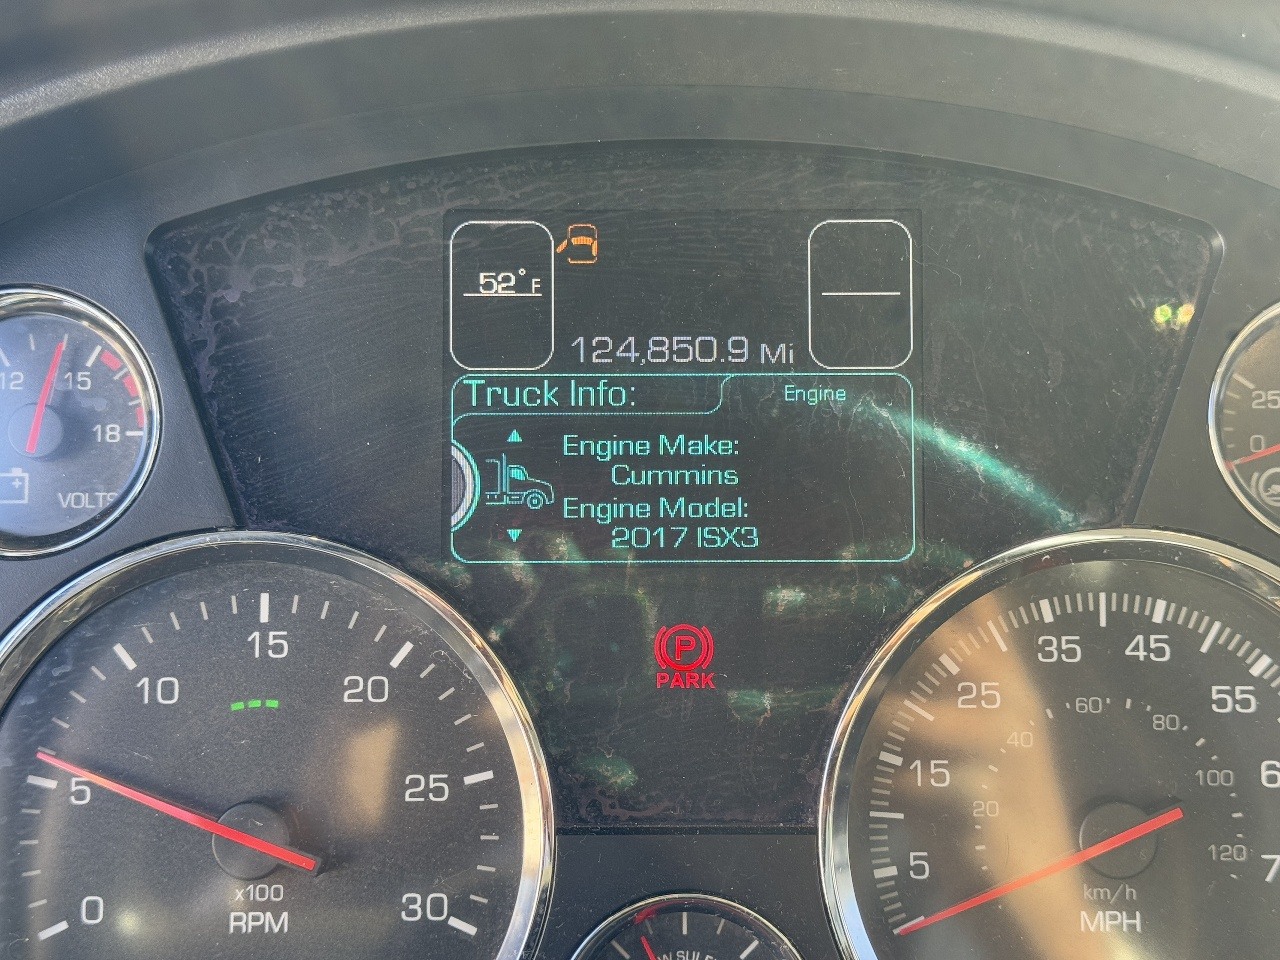 52°F
124,850.9 Mi
Truck Info:
Engine
Engine Make:
Cummins
Engine Model:
2017 ISX3
PARK
P
12
15
18
VOLTS
25
0
0
5
10
15
20
25
30
x100
RPM
5
15
25
35
45
55
20
40
60
80
100
120
km/h
MPH